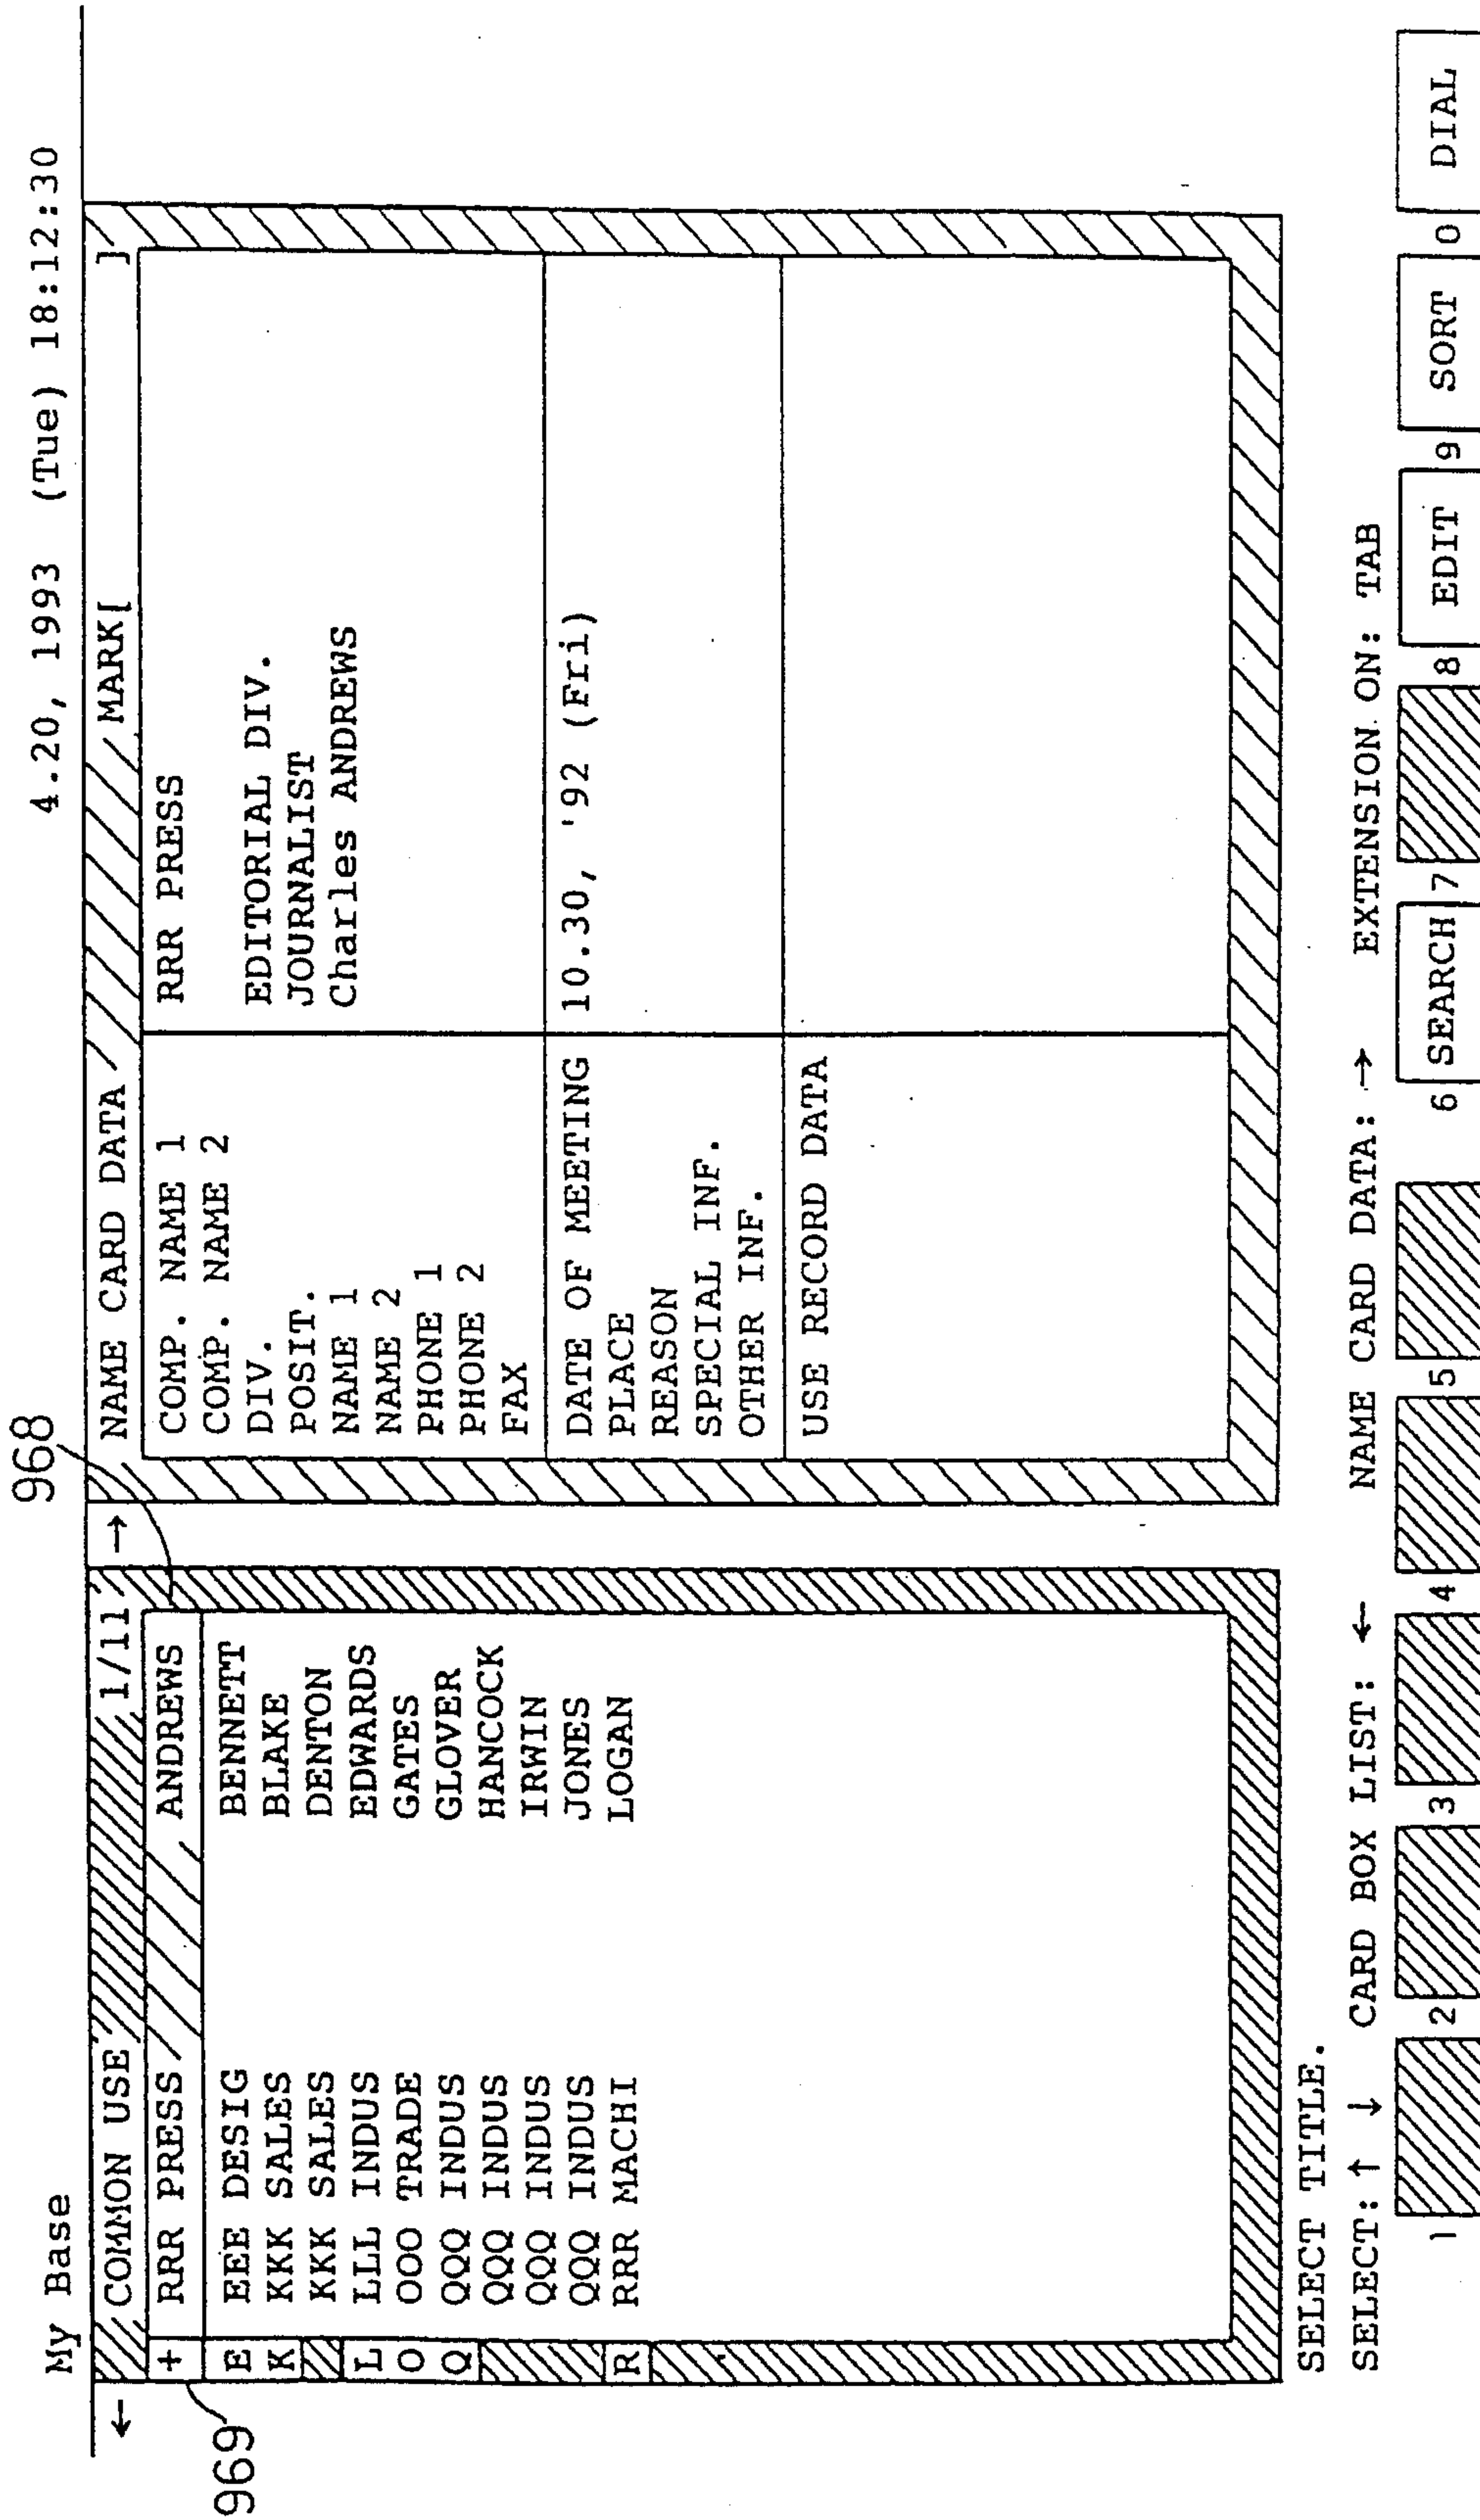 968
969
My Base 4.20, 1993 (Tue) 18:12:30
← COMMON USE 1/11 → NAME CARD DATA MARK[ ]
+ RRR PRESS ANDREWS
E EEE DESIG BENNETT
K KKK SALES BLAKE
KKK SALES DENTON
L LLL INDUS EDWARDS
O OOO TRADE GATES
Q QQQ INDUS GLOVER
QQQ INDUS HANCOCK
QQQ INDUS IRWIN
QQQ INDUS JONES
R RRR MACHI LOGAN
COMP. NAME 1 RRR PRESS
COMP. NAME 2
DIV. EDITORIAL DIV.
POSIT. JOURNALIST
NAME 1 Charles ANDREWS
NAME 2
PHONE 1
PHONE 2
FAX
DATE OF MEETING 10.30, '92 (Fri)
PLACE
REASON
SPECIAL INF.
OTHER INF.
USE RECORD DATA
SELECT TITLE.
SELECT: ↑ ↓ CARD BOX LIST: ← NAME CARD DATA: → EXTENSION ON: TAB
1 2 3 4 5 6 SEARCH 7 8 EDIT 9 SORT 0 DIAL